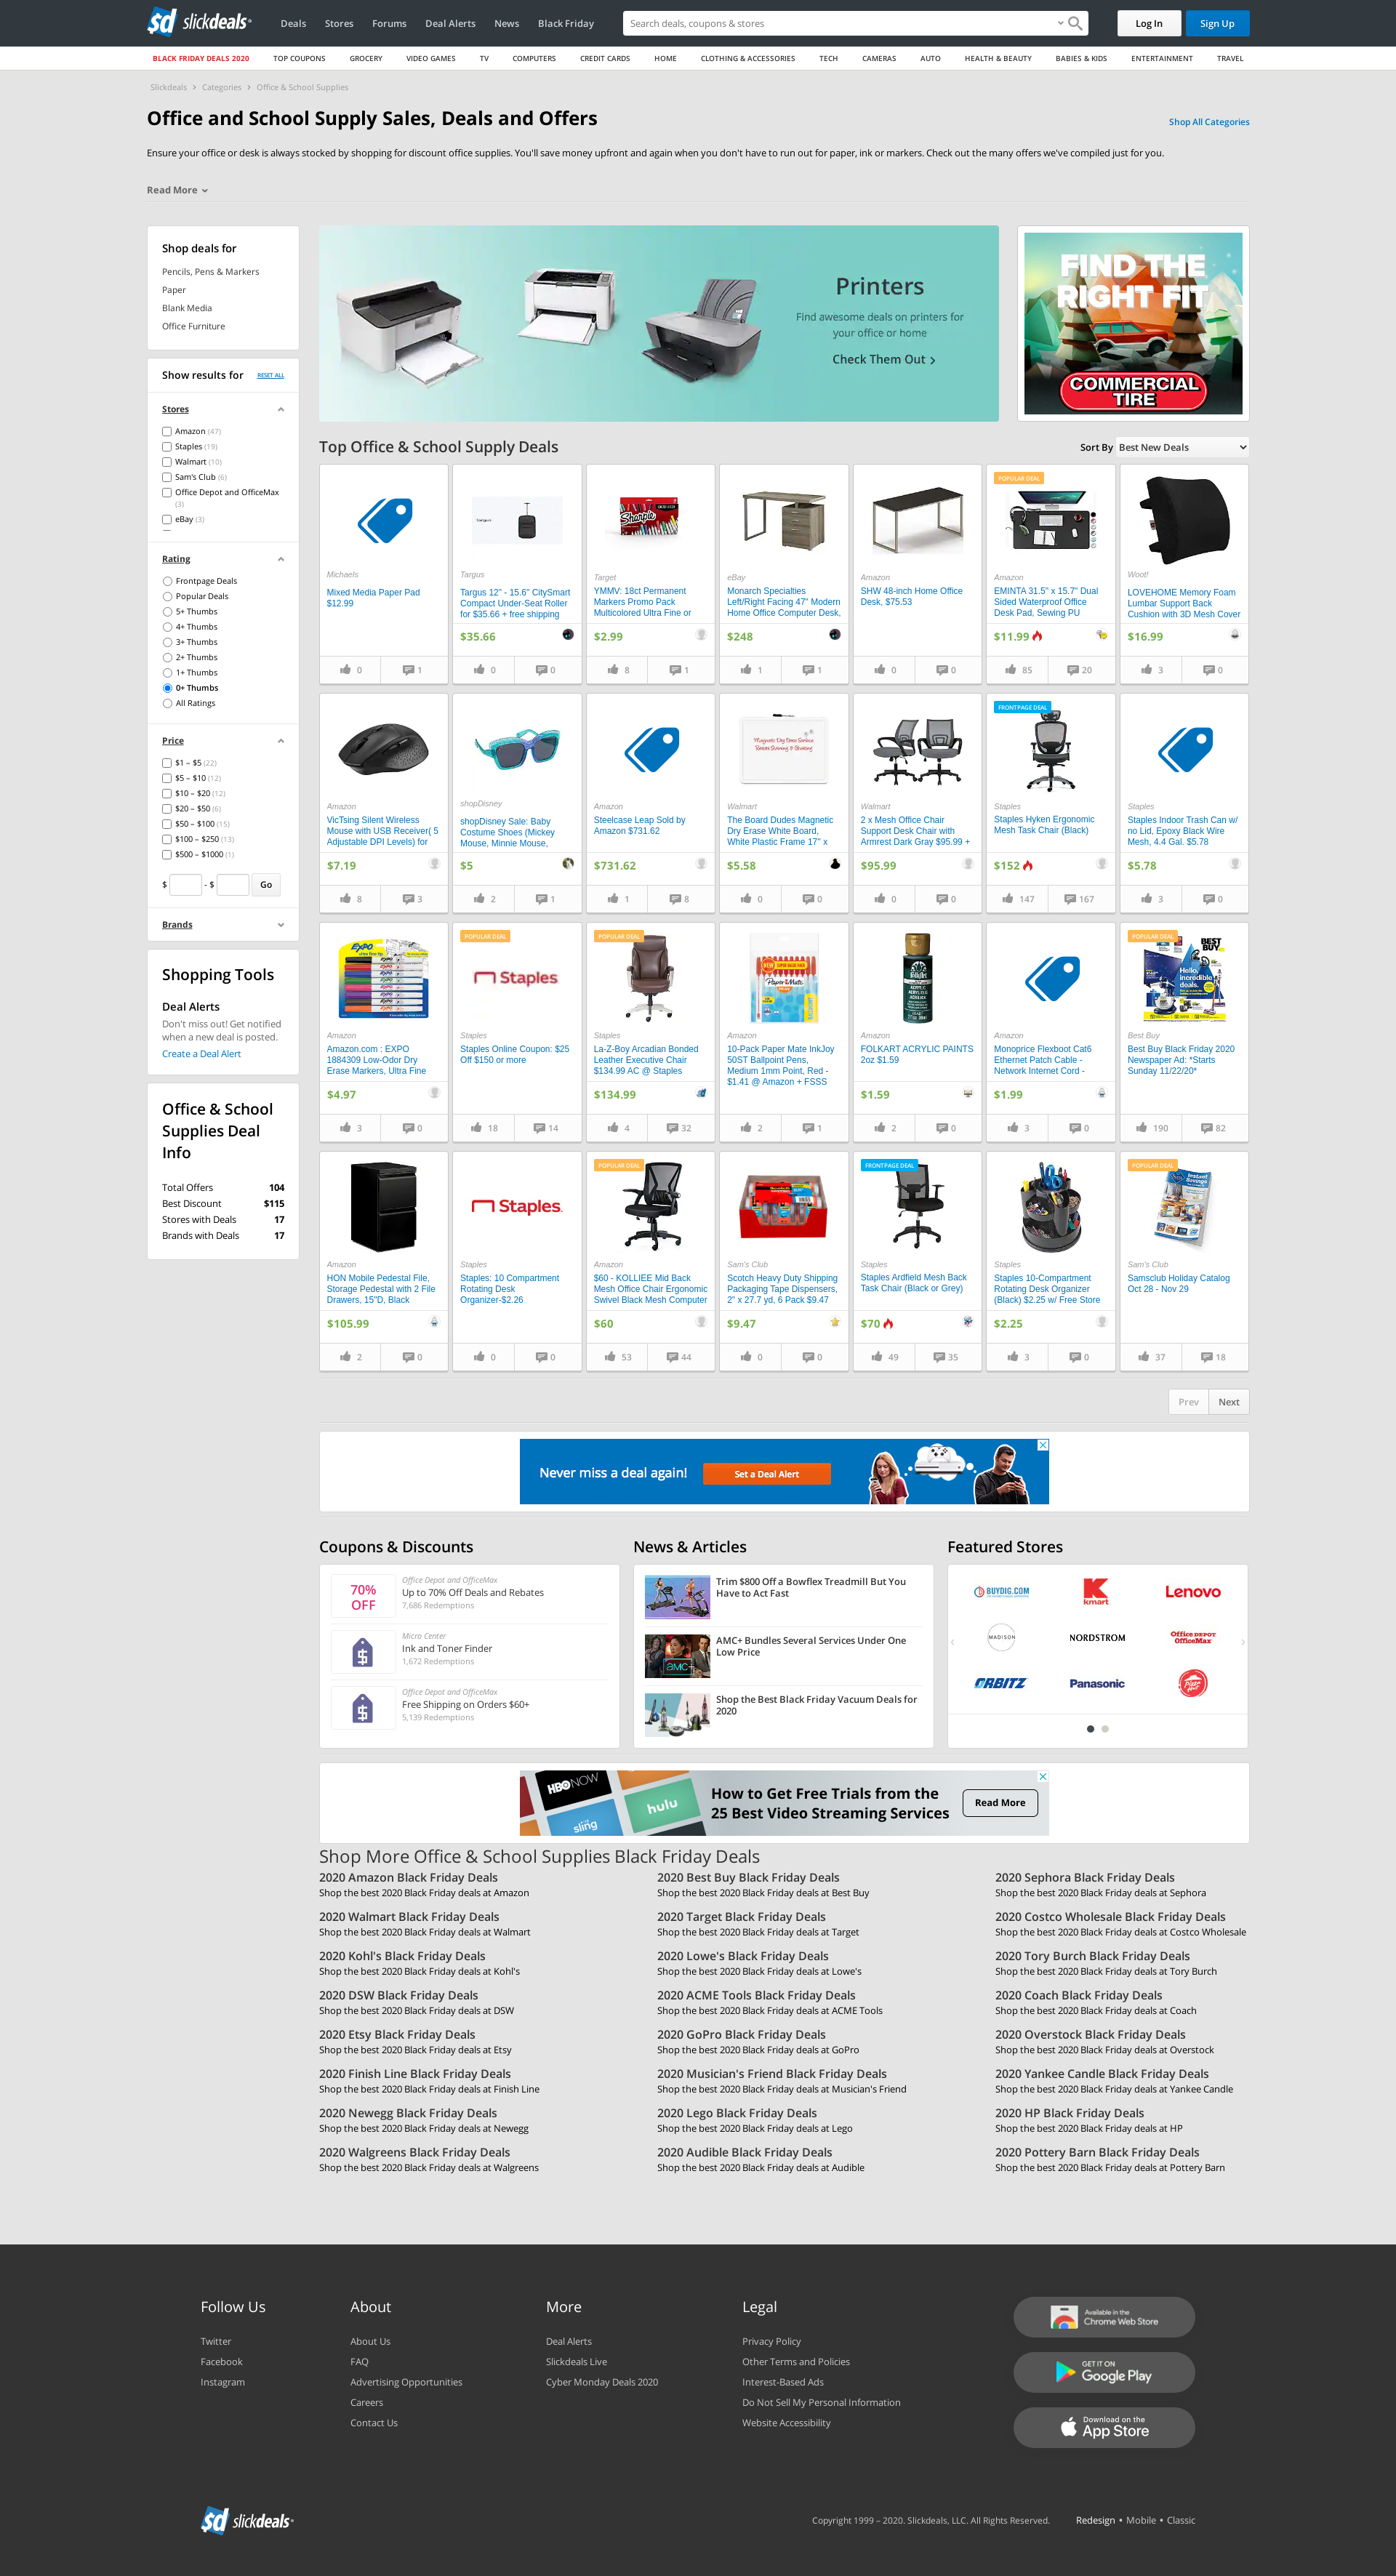 slickdeals
Deals
Stores
Forums
Deal Alerts
News
Black Friday
Search deals, coupons & stores
Log In
Sign Up
BLACK FRIDAY DEALS 2020
TOP COUPONS
GROCERY
VIDEO GAMES
TV
COMPUTERS
CREDIT CARDS
HOME
CLOTHING & ACCESSORIES
TECH
CAMERAS
AUTO
HEALTH & BEAUTY
BABIES & KIDS
ENTERTAINMENT
TRAVEL
Slickdeals › Categories › Office & School Supplies
Office and School Supply Sales, Deals and Offers
Shop All Categories
Ensure your office or desk is always stocked by shopping for discount office supplies. You'll save money upfront and again when you don't have to run out for paper, ink or markers. Check out the many offers we've compiled just for you.
Read More
Shop deals for
Pencils, Pens & Markers
Paper
Blank Media
Office Furniture
Show results for
RESET ALL
Stores
Amazon (47)
Staples (19)
Walmart (10)
Sam's Club (6)
Office Depot and OfficeMax
(3)
eBay (3)
Rating
Frontpage Deals
Popular Deals
5+ Thumbs
4+ Thumbs
3+ Thumbs
2+ Thumbs
1+ Thumbs
0+ Thumbs
All Ratings
Price
$1 – $5 (22)
$5 – $10 (12)
$10 – $20 (12)
$20 – $50 (6)
$50 – $100 (15)
$100 – $250 (13)
$500 – $1000 (1)
$ - $ Go
Brands
Shopping Tools
Deal Alerts
Don't miss out! Get notified
when a new deal is posted.
Create a Deal Alert
Office & School
Supplies Deal
Info
Total Offers 104
Best Discount $115
Stores with Deals 17
Brands with Deals 17
Printers
Find awesome deals on printers for
your office or home
Check Them Out
FIND THE
RIGHT FIT
COMMERCIAL
TIRE
Top Office & School Supply Deals
Sort By Best New Deals
Michaels
Mixed Media Paper Pad
$12.99
0
1
Targus
Targus 12" - 15.6" CitySmart
Compact Under-Seat Roller
for $35.66 + free shipping
$35.66
0
0
Sharpie
Target
YMMV: 18ct Permanent
Markers Promo Pack
Multicolored Ultra Fine or
$2.99
8
1
eBay
Monarch Specialties
Left/Right Facing 47" Modern
Home Office Computer Desk,
$248
1
1
Amazon
SHW 48-inch Home Office
Desk, $75.53
0
0
POPULAR DEAL
Amazon
EMINTA 31.5" x 15.7" Dual
Sided Waterproof Office
Desk Pad, Sewing PU
$11.99
85
20
Woot!
LOVEHOME Memory Foam
Lumbar Support Back
Cushion with 3D Mesh Cover
$16.99
3
0
Amazon
VicTsing Silent Wireless
Mouse with USB Receiver( 5
Adjustable DPI Levels) for
$7.19
8
3
shopDisney
shopDisney Sale: Baby
Costume Shoes (Mickey
Mouse, Minnie Mouse,
$5
2
1
Amazon
Steelcase Leap Sold by
Amazon $731.62
$731.62
1
8
Walmart
The Board Dudes Magnetic
Dry Erase White Board,
White Plastic Frame 17" x
$5.58
0
0
Walmart
2 x Mesh Office Chair
Support Desk Chair with
Armrest Dark Gray $95.99 +
$95.99
0
0
FRONTPAGE DEAL
Staples
Staples Hyken Ergonomic
Mesh Task Chair (Black)
$152
147
167
Staples
Staples Indoor Trash Can w/
no Lid, Epoxy Black Wire
Mesh, 4.4 Gal. $5.78
$5.78
3
0
EXPO
Amazon
Amazon.com : EXPO
1884309 Low-Odor Dry
Erase Markers, Ultra Fine
$4.97
3
0
POPULAR DEAL
Staples
Staples
Staples Online Coupon: $25
Off $150 or more
18
14
POPULAR DEAL
Staples
La-Z-Boy Arcadian Bonded
Leather Executive Chair
$134.99 AC @ Staples
$134.99
4
32
PaperMate
Amazon
10-Pack Paper Mate InkJoy
50ST Ballpoint Pens,
Medium 1mm Point, Red -
$1.41 @ Amazon + FSSS
2
1
FolkArt
Amazon
FOLKART ACRYLIC PAINTS
2oz $1.59
$1.59
2
0
Amazon
Monoprice Flexboot Cat6
Ethernet Patch Cable -
Network Internet Cord -
$1.99
3
0
POPULAR DEAL
BEST BUY
Hello, incredible deals.
Best Buy
Best Buy Black Friday 2020
Newspaper Ad: *Starts
Sunday 11/22/20*
190
82
Amazon
HON Mobile Pedestal File,
Storage Pedestal with 2 File
Drawers, 15"D, Black
$105.99
2
0
Staples
Staples
Staples: 10 Compartment
Rotating Desk
Organizer-$2.26
0
0
POPULAR DEAL
Amazon
$60 - KOLLIEE Mid Back
Mesh Office Chair Ergonomic
Swivel Black Mesh Computer
$60
53
44
Sam's Club
Scotch Heavy Duty Shipping
Packaging Tape Dispensers,
2" x 27.7 yd, 6 Pack $9.47
$9.47
0
0
FRONTPAGE DEAL
Staples
Staples Ardfield Mesh Back
Task Chair (Black or Grey)
$70
49
35
Staples
Staples 10-Compartment
Rotating Desk Organizer
(Black) $2.25 w/ Free Store
$2.25
3
0
POPULAR DEAL
Sam's Club
Samsclub Holiday Catalog
Oct 28 - Nov 29
37
18
Prev
Next
Never miss a deal again!
Set a Deal Alert
Coupons & Discounts
70%
OFF
Office Depot and OfficeMax
Up to 70% Off Deals and Rebates
7,686 Redemptions
Micro Center
Ink and Toner Finder
1,672 Redemptions
Office Depot and OfficeMax
Free Shipping on Orders $60+
5,139 Redemptions
News & Articles
Trim $800 Off a Bowflex Treadmill But You
Have to Act Fast
amc+
AMC+ Bundles Several Services Under One
Low Price
Shop the Best Black Friday Vacuum Deals for
2020
Featured Stores
BUYDIG.COM
kmart
Lenovo
MADISON
NORDSTROM
Office DEPOT
OfficeMax
ORBITZ
Panasonic
Pizza Hut
HBO NOW
hulu
sling
How to Get Free Trials from the
25 Best Video Streaming Services
Read More
Shop More Office & School Supplies Black Friday Deals
2020 Amazon Black Friday Deals
Shop the best 2020 Black Friday deals at Amazon
2020 Best Buy Black Friday Deals
Shop the best 2020 Black Friday deals at Best Buy
2020 Sephora Black Friday Deals
Shop the best 2020 Black Friday deals at Sephora
2020 Walmart Black Friday Deals
Shop the best 2020 Black Friday deals at Walmart
2020 Target Black Friday Deals
Shop the best 2020 Black Friday deals at Target
2020 Costco Wholesale Black Friday Deals
Shop the best 2020 Black Friday deals at Costco Wholesale
2020 Kohl's Black Friday Deals
Shop the best 2020 Black Friday deals at Kohl's
2020 Lowe's Black Friday Deals
Shop the best 2020 Black Friday deals at Lowe's
2020 Tory Burch Black Friday Deals
Shop the best 2020 Black Friday deals at Tory Burch
2020 DSW Black Friday Deals
Shop the best 2020 Black Friday deals at DSW
2020 ACME Tools Black Friday Deals
Shop the best 2020 Black Friday deals at ACME Tools
2020 Coach Black Friday Deals
Shop the best 2020 Black Friday deals at Coach
2020 Etsy Black Friday Deals
Shop the best 2020 Black Friday deals at Etsy
2020 GoPro Black Friday Deals
Shop the best 2020 Black Friday deals at GoPro
2020 Overstock Black Friday Deals
Shop the best 2020 Black Friday deals at Overstock
2020 Finish Line Black Friday Deals
Shop the best 2020 Black Friday deals at Finish Line
2020 Musician's Friend Black Friday Deals
Shop the best 2020 Black Friday deals at Musician's Friend
2020 Yankee Candle Black Friday Deals
Shop the best 2020 Black Friday deals at Yankee Candle
2020 Newegg Black Friday Deals
Shop the best 2020 Black Friday deals at Newegg
2020 Lego Black Friday Deals
Shop the best 2020 Black Friday deals at Lego
2020 HP Black Friday Deals
Shop the best 2020 Black Friday deals at HP
2020 Walgreens Black Friday Deals
Shop the best 2020 Black Friday deals at Walgreens
2020 Audible Black Friday Deals
Shop the best 2020 Black Friday deals at Audible
2020 Pottery Barn Black Friday Deals
Shop the best 2020 Black Friday deals at Pottery Barn
Follow Us
Twitter
Facebook
Instagram
About
About Us
FAQ
Advertising Opportunities
Careers
Contact Us
More
Deal Alerts
Slickdeals Live
Cyber Monday Deals 2020
Legal
Privacy Policy
Other Terms and Policies
Interest-Based Ads
Do Not Sell My Personal Information
Website Accessibility
Available in the
Chrome Web Store
GET IT ON
Google Play
Download on the
App Store
slickdeals
Copyright 1999 – 2020. Slickdeals, LLC. All Rights Reserved.
Redesign • Mobile • Classic